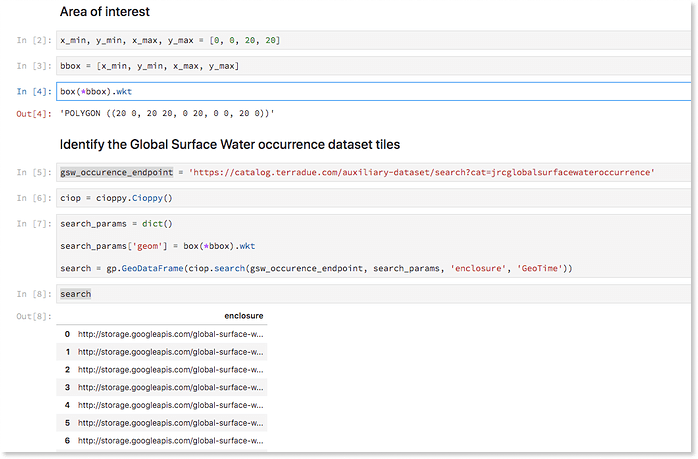 Area of interest
In [2]: x_min, y_min, x_max, y_max = [0, 0, 20, 20]
In [3]: bbox = [x_min, y_min, x_max, y_max]
In [4]: box(*bbox).wkt
Out[4]: 'POLYGON ((20 0, 20 20, 0 20, 0 0, 20 0))'
Identify the Global Surface Water occurrence dataset tiles
In [5]: gsw_occurence_endpoint = 'https://catalog.terradue.com/auxiliary-dataset/search?cat=jrcglobalsurfacewateroccurrence'
In [6]: ciop = cioppy.Cioppy()
In [7]: search_params = dict()
search_params['geom'] = box(*bbox).wkt
search = gp.GeoDataFrame(ciop.search(gsw_occurence_endpoint, search_params, 'enclosure', 'GeoTime'))
In [8]: search
Out[8]:
enclosure
0 http://storage.googleapis.com/global-surface-w...
1 http://storage.googleapis.com/global-surface-w...
2 http://storage.googleapis.com/global-surface-w...
3 http://storage.googleapis.com/global-surface-w...
4 http://storage.googleapis.com/global-surface-w...
5 http://storage.googleapis.com/global-surface-w...
6 http://storage.googleapis.com/global-surface-w...